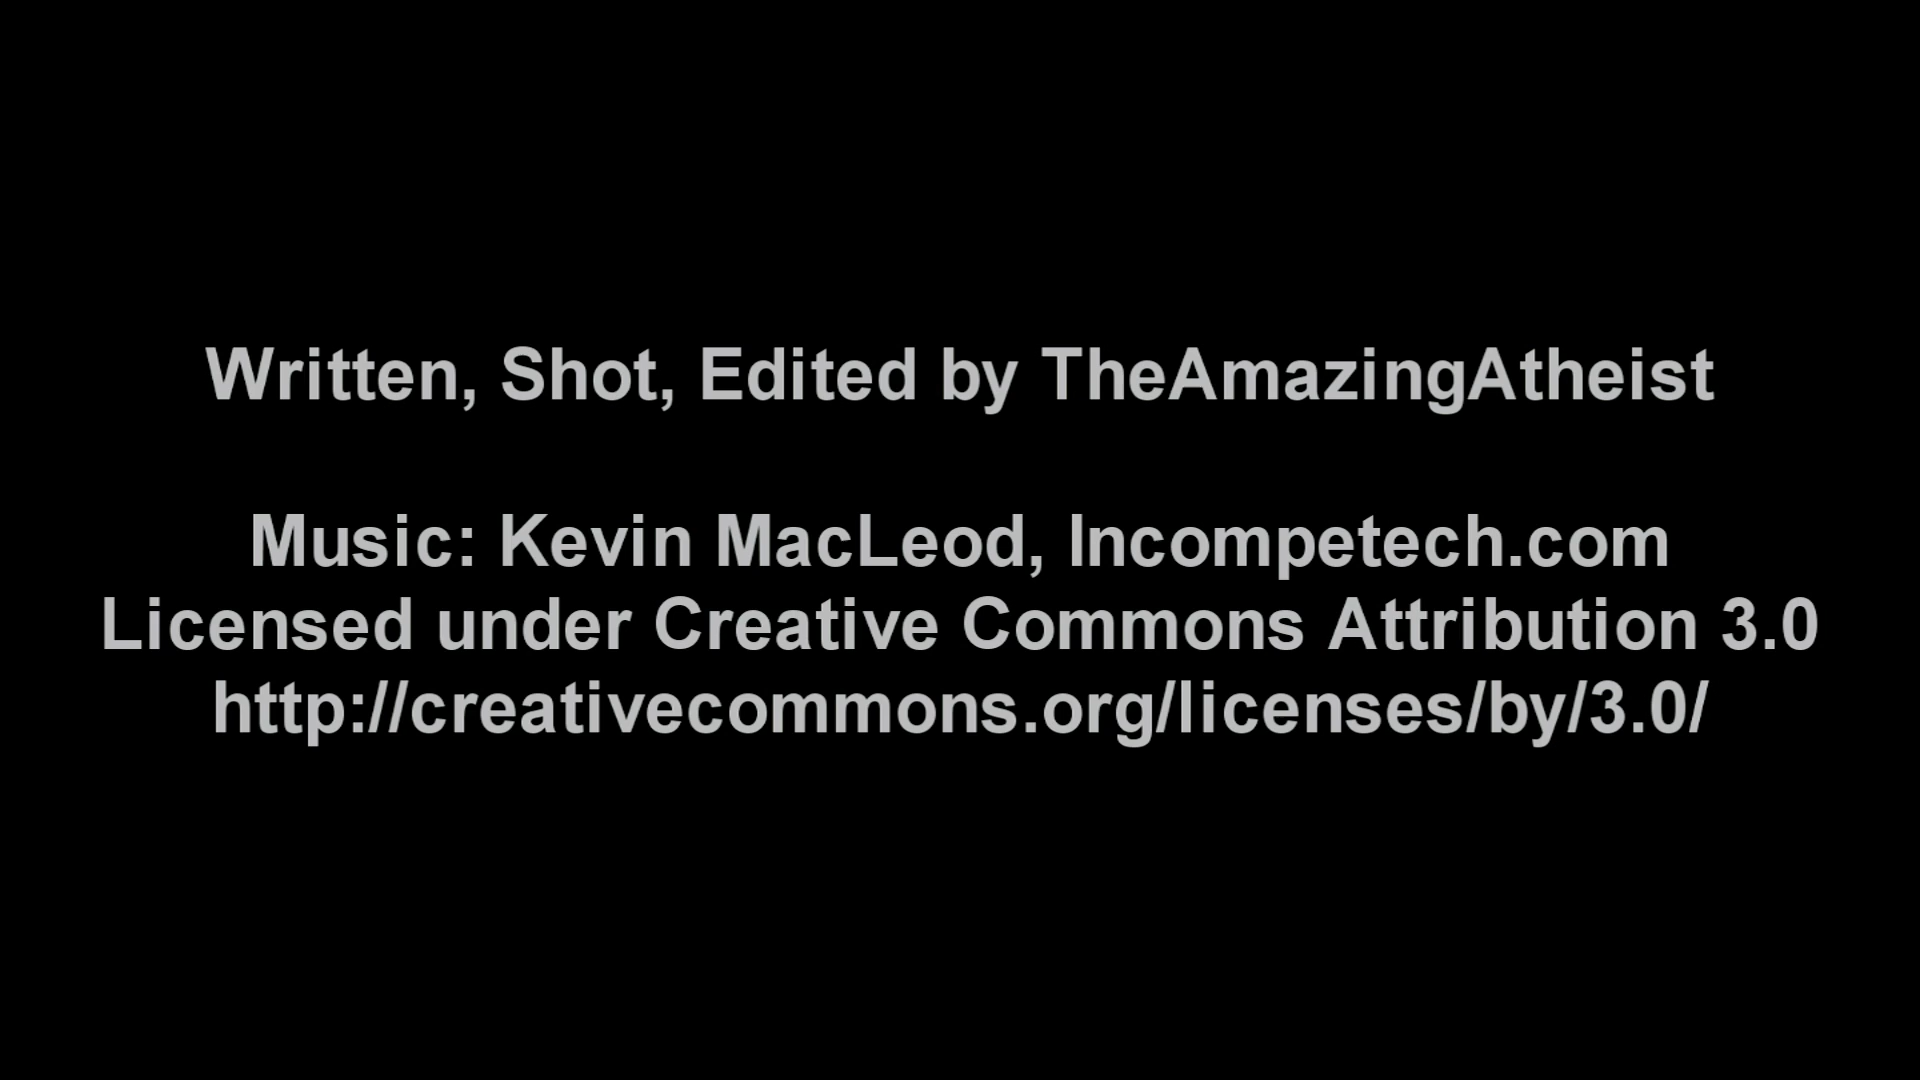 Written, Shot, Edited by TheAmazingAtheist
Music: Kevin MacLeod, Incompetech.com
Licensed under Creative Commons Attribution 3.0
http://creativecommons.org/licenses/by/3.0/